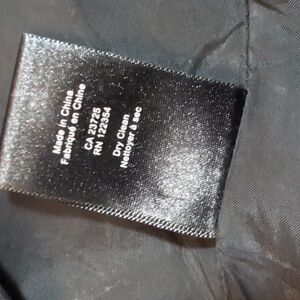 Made in China
Fabriqué en Chine
CA 23725
RN 122354
Dry Clean
Nettoyer à sec